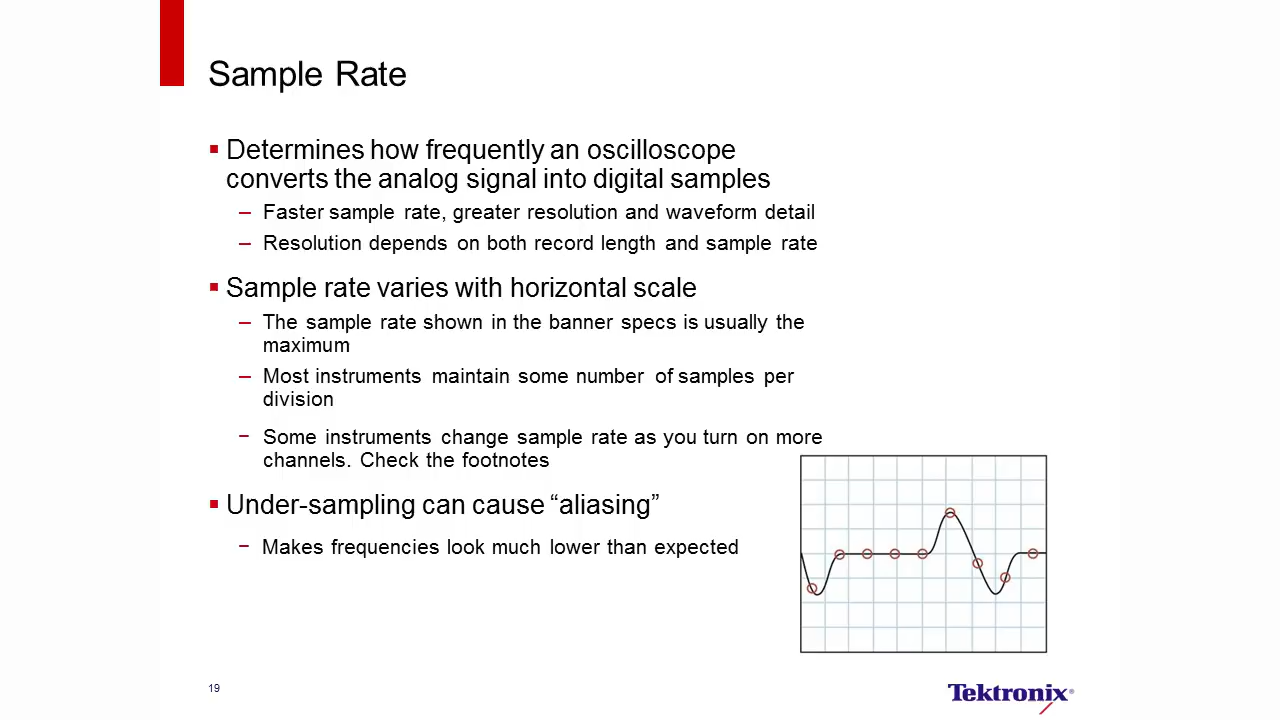 Sample Rate
▪ Determines how frequently an oscilloscope
converts the analog signal into digital samples
– Faster sample rate, greater resolution and waveform detail
– Resolution depends on both record length and sample rate
▪ Sample rate varies with horizontal scale
– The sample rate shown in the banner specs is usually the
maximum
– Most instruments maintain some number of samples per
division
– Some instruments change sample rate as you turn on more
channels. Check the footnotes
▪ Under-sampling can cause “aliasing”
– Makes frequencies look much lower than expected
19
Tektronix®